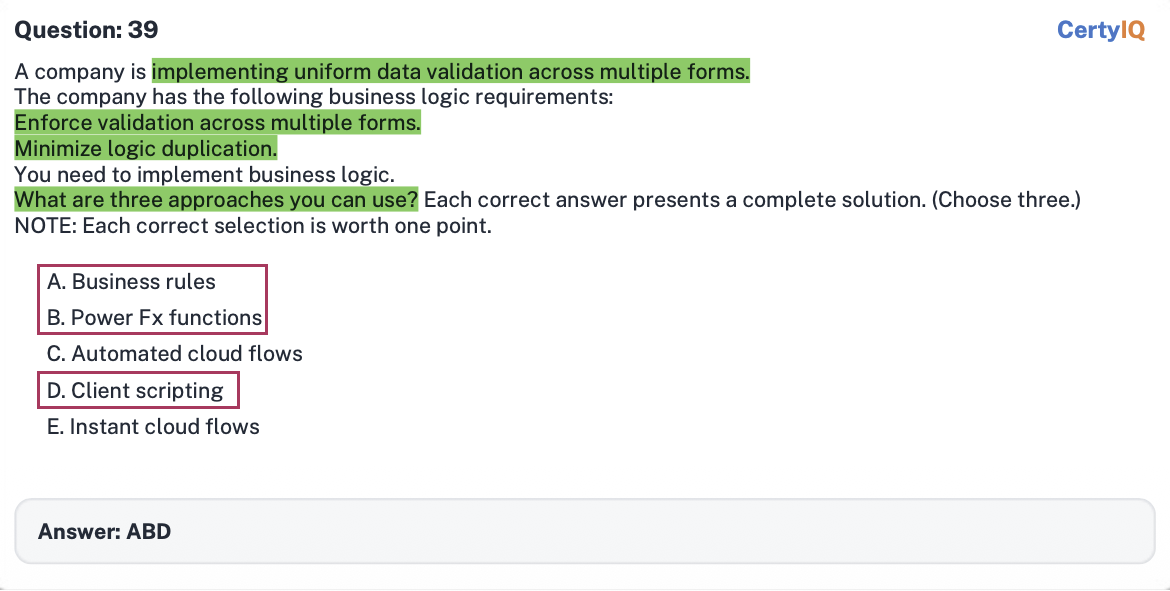 Question: 39
CertyIQ
A company is implementing uniform data validation across multiple forms.
The company has the following business logic requirements:
Enforce validation across multiple forms.
Minimize logic duplication.
You need to implement business logic.
What are three approaches you can use? Each correct answer presents a complete solution. (Choose three.)
NOTE: Each correct selection is worth one point.
A. Business rules
B. Power Fx functions
C. Automated cloud flows
D. Client scripting
E. Instant cloud flows
Answer: ABD